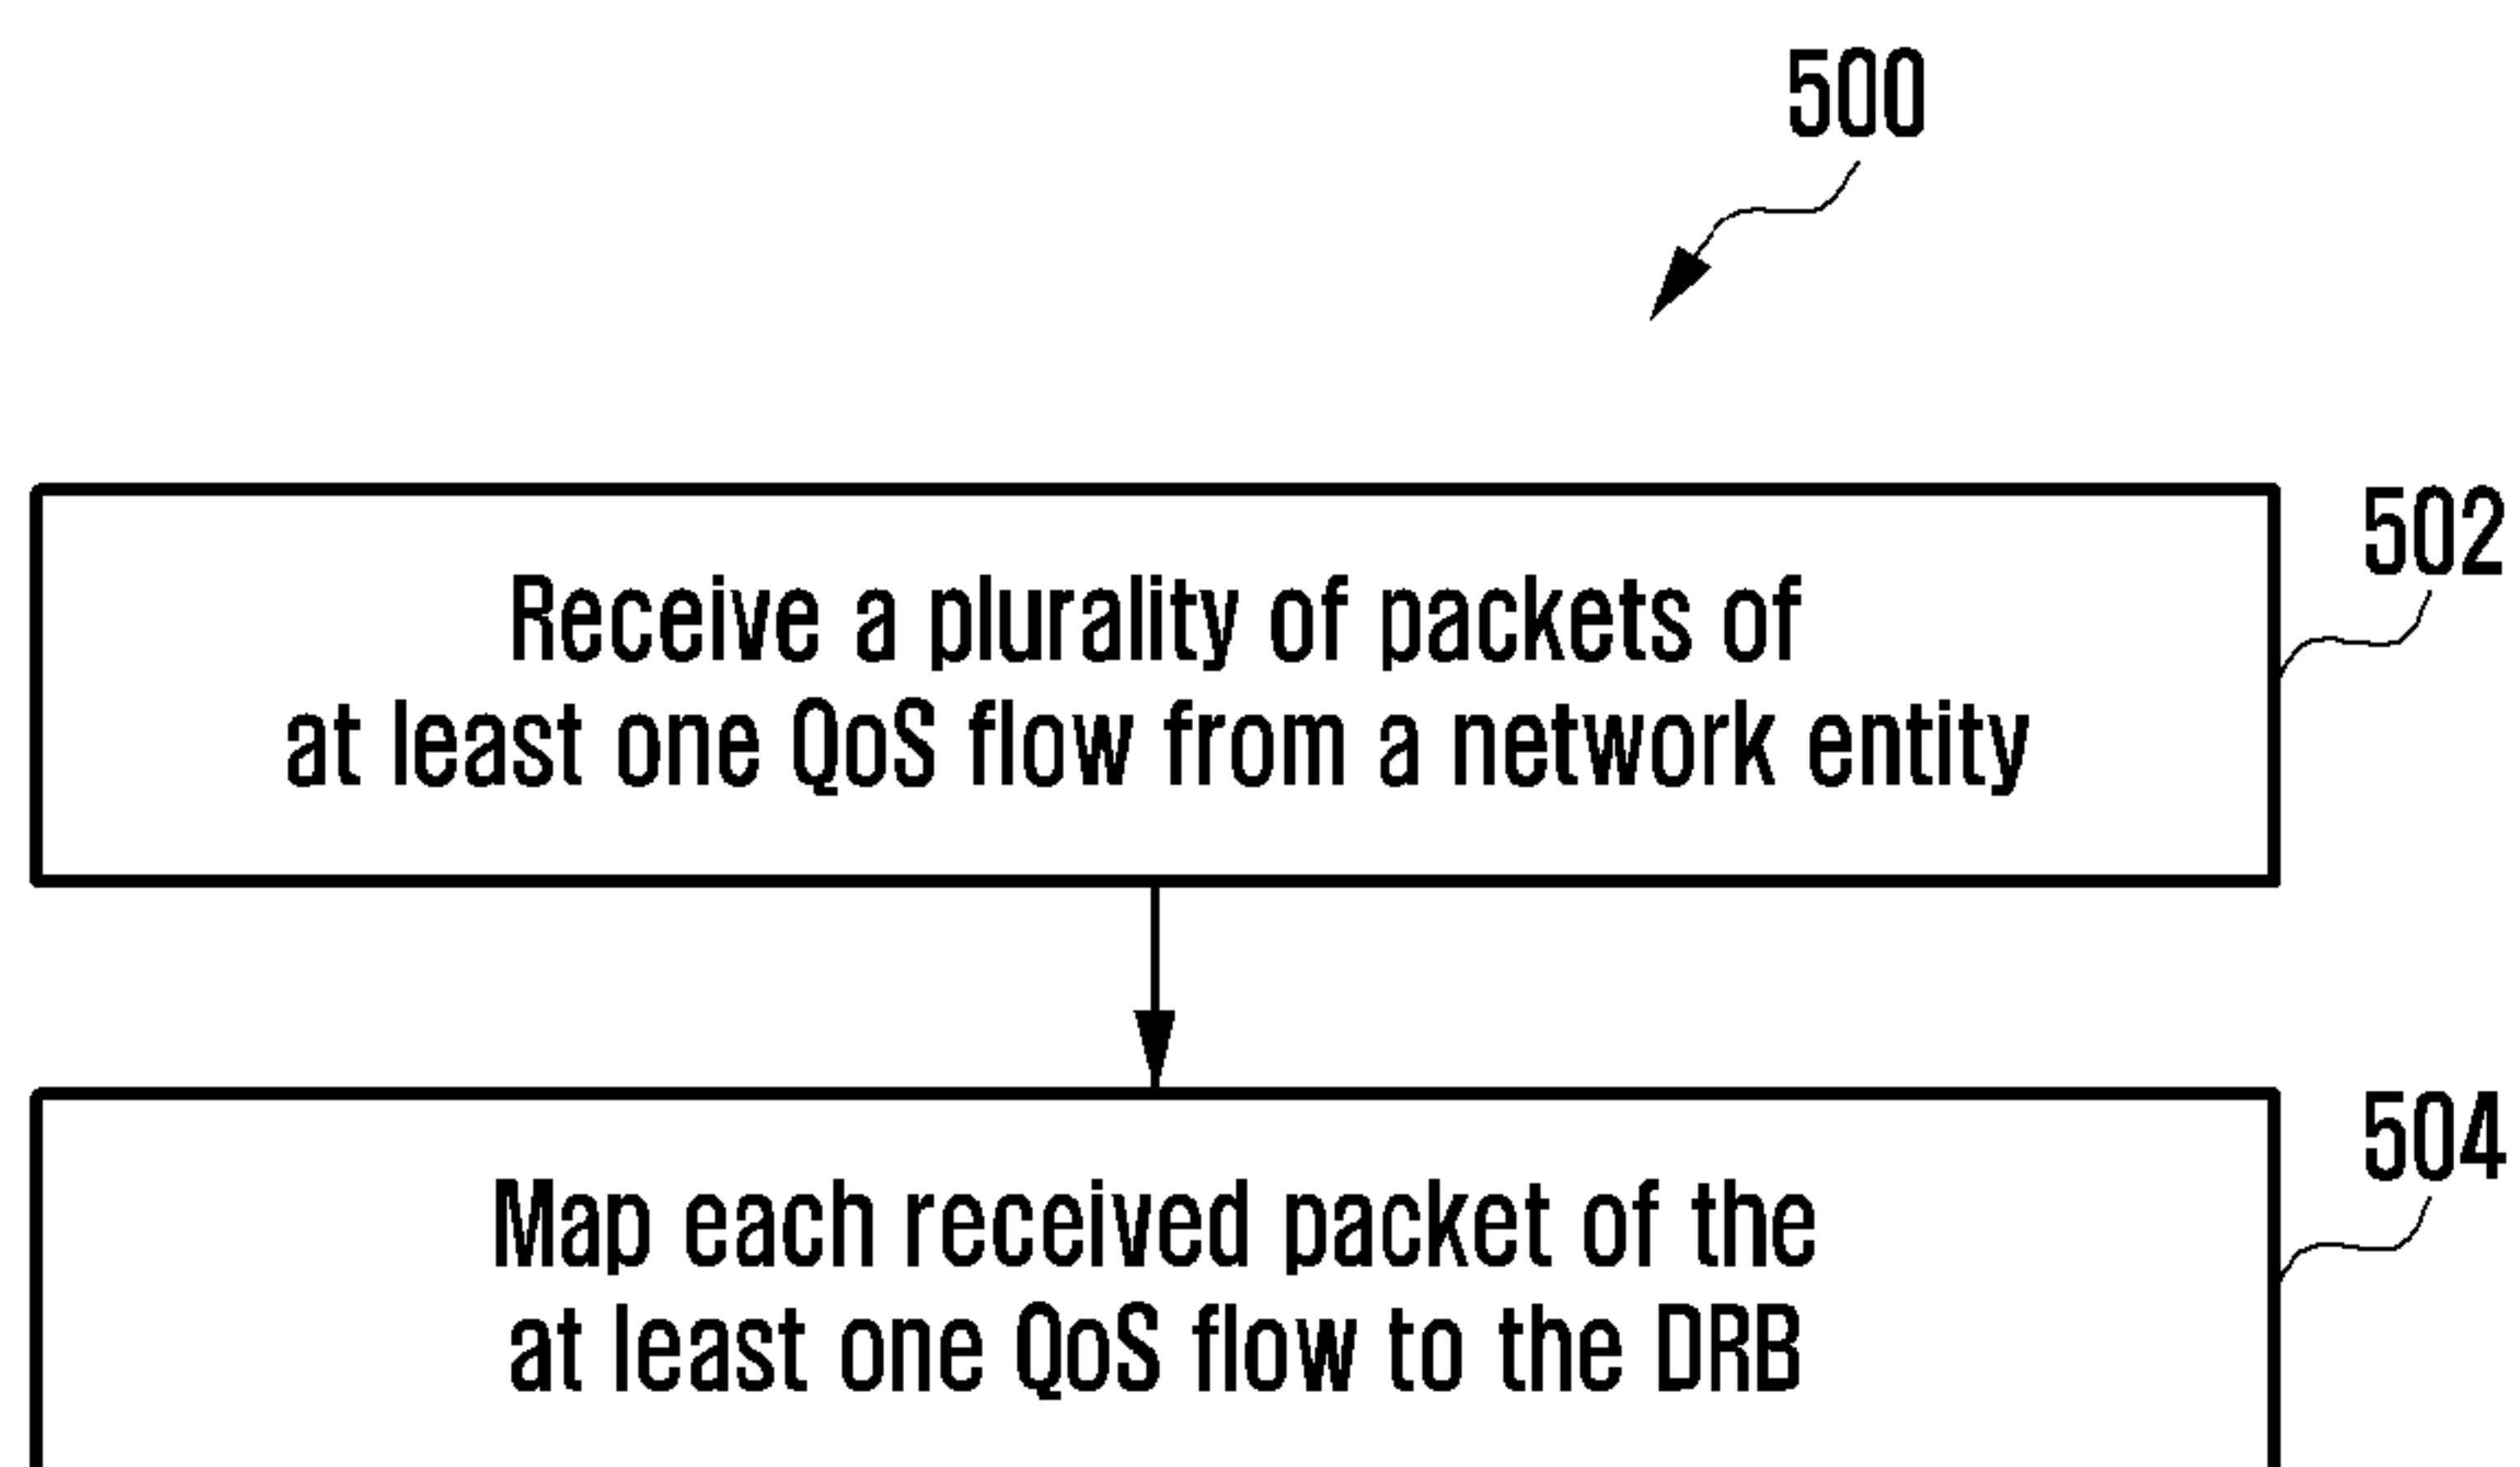 500
502
Receive a plurality of packets of
at least one QoS flow from a network entity
504
Map each received packet of the
at least one QoS flow to the DRB